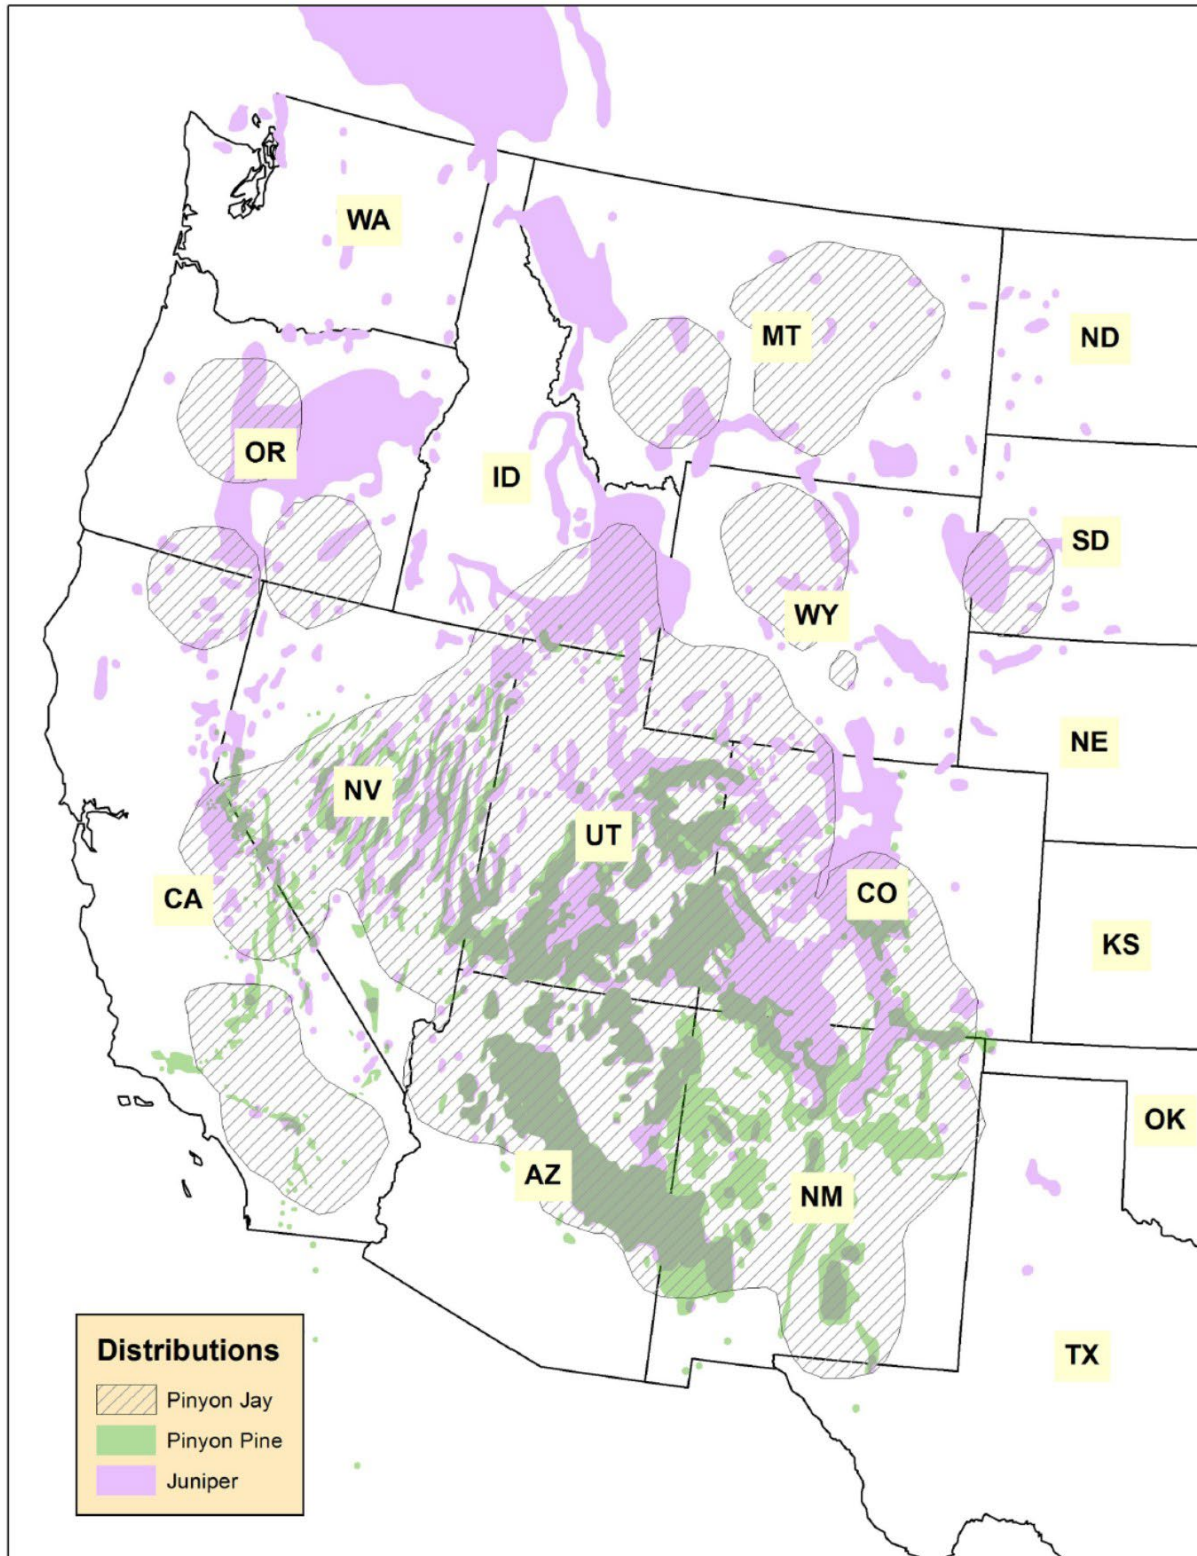 WA
MT
ND
OR
ID
SD
WY
NE
NV
UT
CA
CO
KS
OK
AZ
NM
TX
Distributions
Pinyon Jay
Pinyon Pine
Juniper